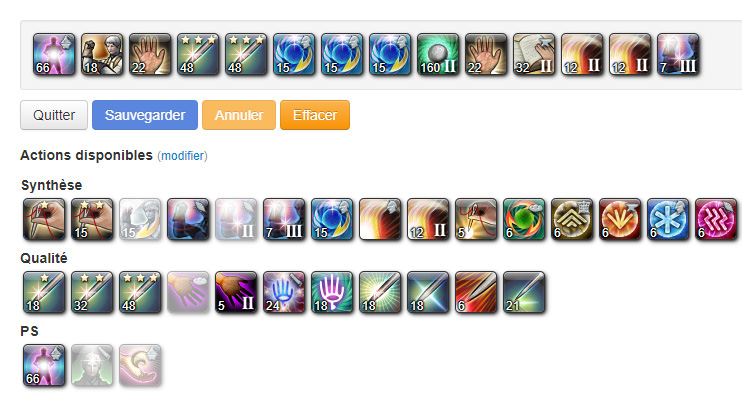 66 18 22 48 48 15 15 15 160 II 22 32 II 12 II 12 II 7 III
Quitter Sauvegarder Annuler Effacer
Actions disponibles (modifier)
Synthèse
15 15 II 7 III 15 12 II 5 6 6 6 6 6
Qualité
18 32 48 5 II 24 18 18 18 6 21
PS
66